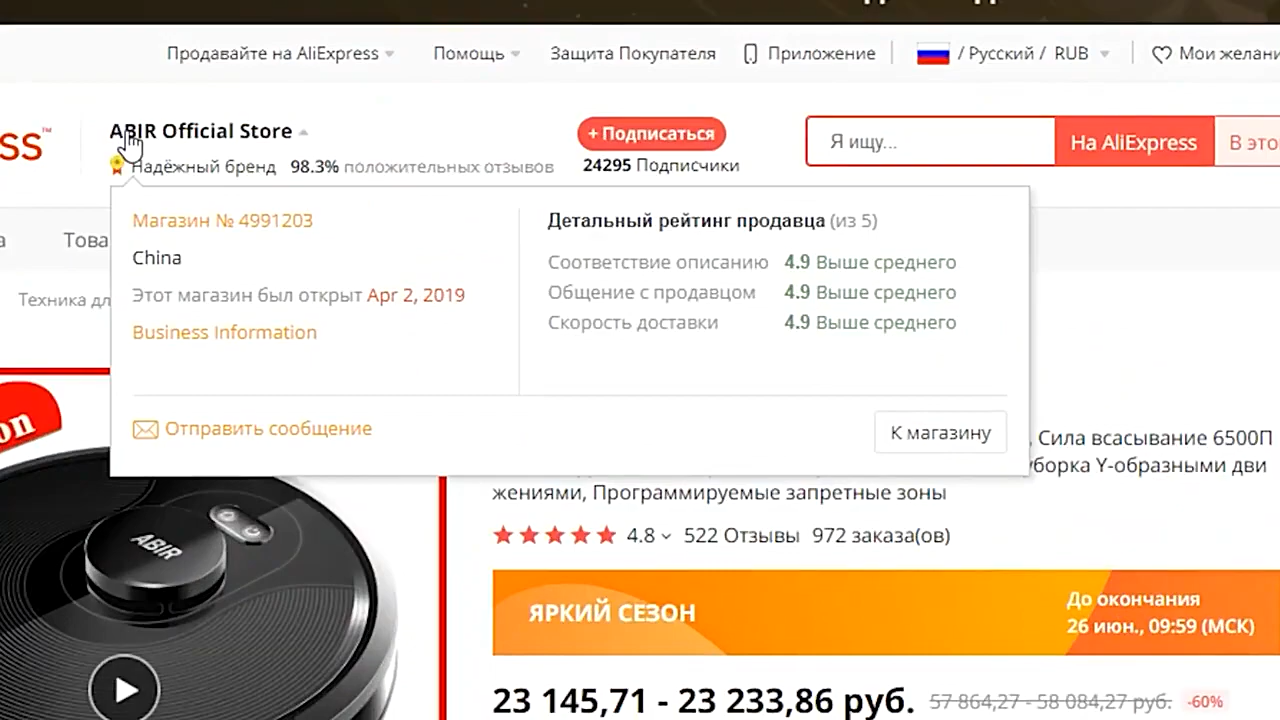 Продавайте на AliExpress Помощь Защита Покупателя Приложение / Русский / RUB Мои желани
ss™ ABIR Official Store + Подписаться Я ищу... На AliExpress В это
Надёжный бренд 98.3% положительных отзывов 24295 Подписчики
Магазин № 4991203 Детальный рейтинг продавца (из 5)
а Това
China Соответствие описанию 4.9 Выше среднего
Техника дл Этот магазин был открыт Apr 2, 2019 Общение с продавцом 4.9 Выше среднего
Business Information Скорость доставки 4.9 Выше среднего
on
Отправить сообщение К магазину
, Сила всасывание 6500П
уборка Y-образными дви
жениями, Программируемые запретные зоны
ABIR
4.8 522 Отзывы 972 заказа(ов)
ЯРКИЙ СЕЗОН До окончания
26 июн., 09:59 (МСК)
23 145,71 - 23 233,86 руб. 57 864,27 - 58 084,27 руб. -60%